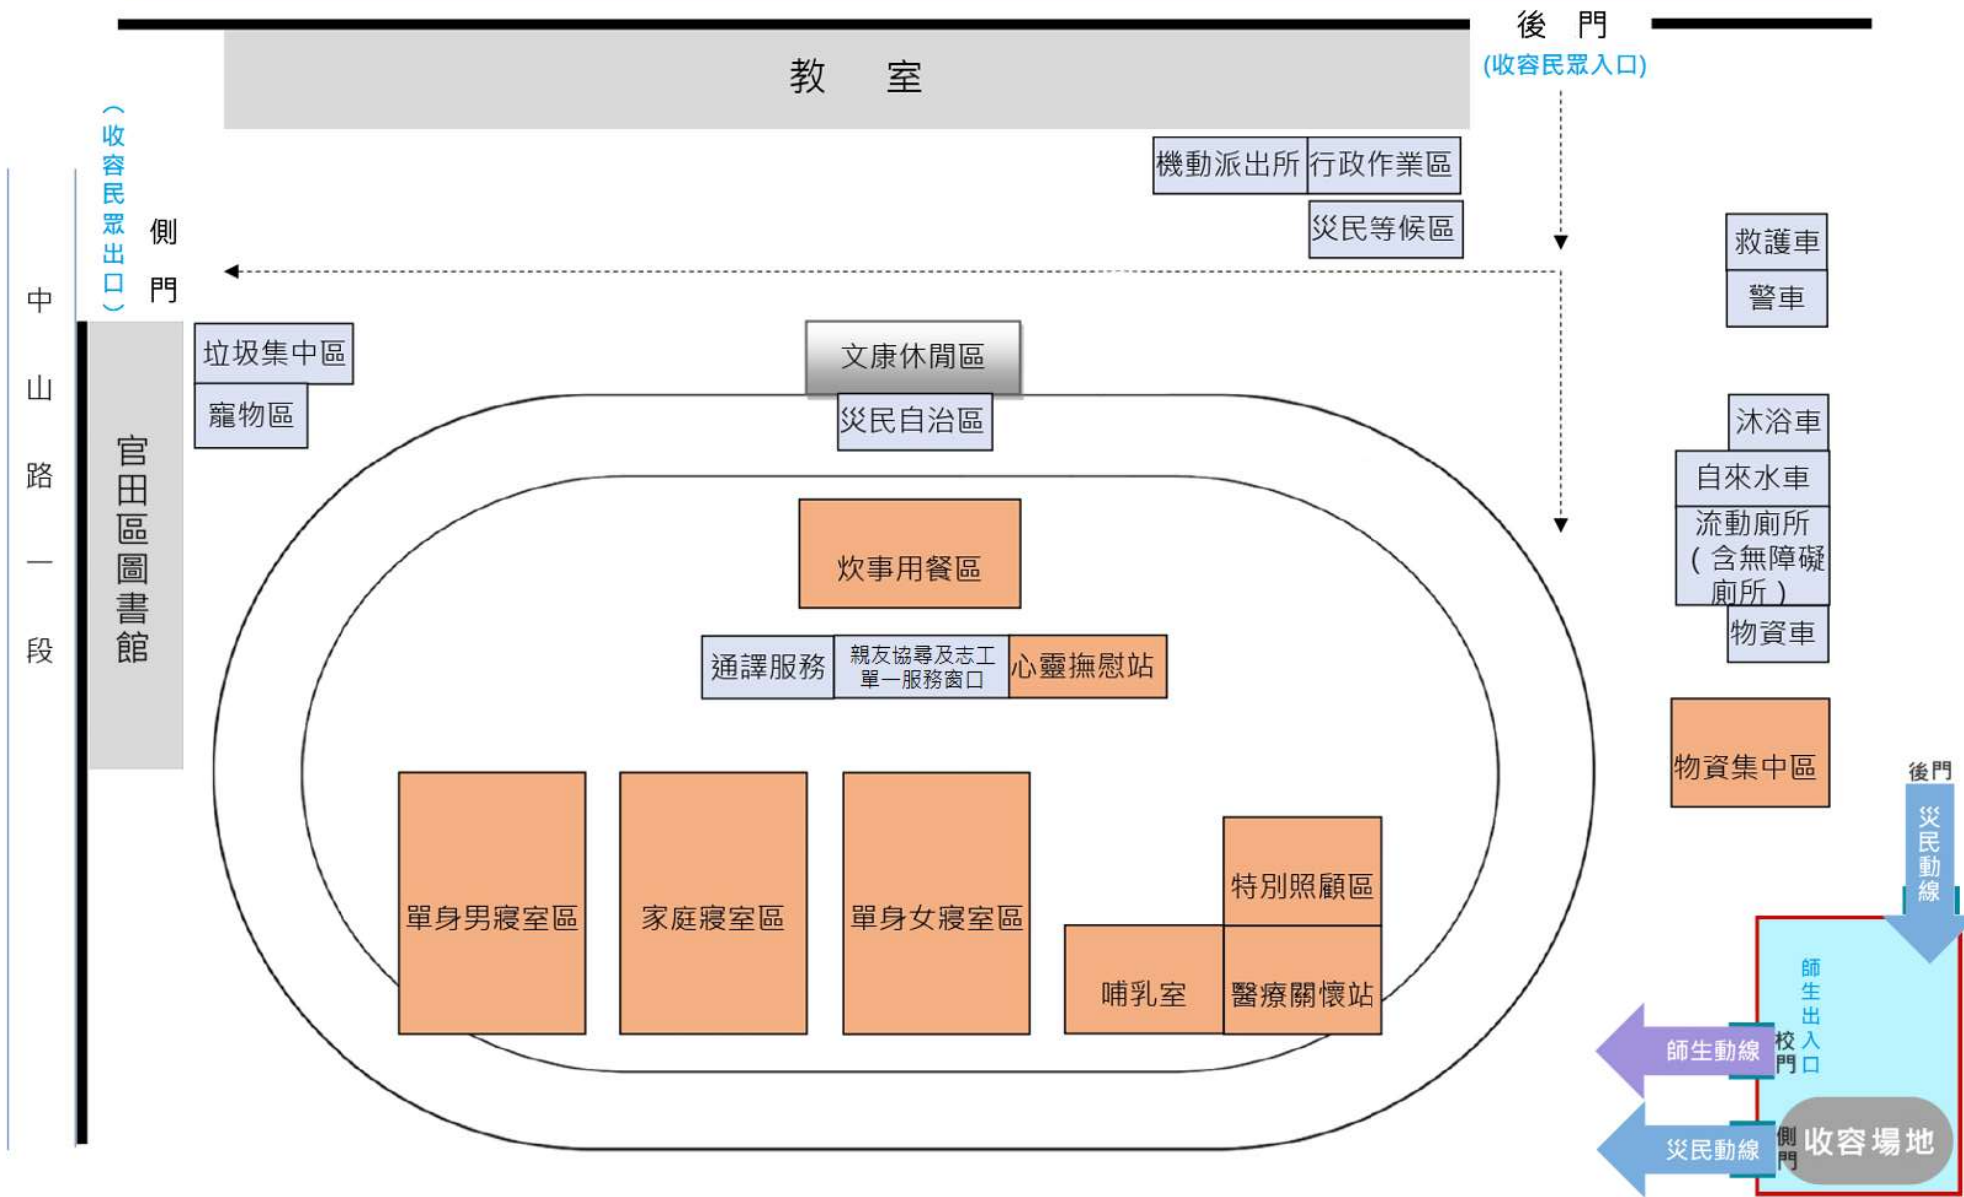 後門
(收容民眾入口)
教室
（收容民眾出口）
側門
機動派出所
行政作業區
災民等候區
救護車
警車
中山路一段
官田區圖書館
垃圾集中區
寵物區
文康休閒區
災民自治區
沐浴車
自來水車
流動廁所
（含無障礙
廁所）
物資車
炊事用餐區
通譯服務
親友協尋及志工
單一服務窗口
心靈撫慰站
物資集中區
單身男寢室區
家庭寢室區
單身女寢室區
特別照顧區
哺乳室
醫療關懷站
後門
災民動線
師生出入口
校門
師生動線
側門
災民動線
收容場地